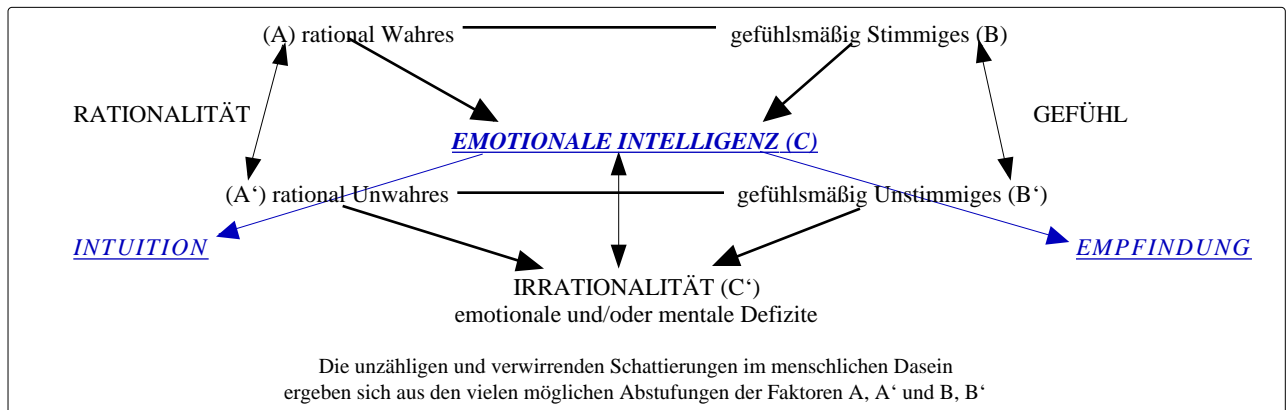 (A) rational Wahres gefühlsmäßig Stimmiges (B)
RATIONALITÄT GEFÜHL
EMOTIONALE INTELLIGENZ (C)
(A‘) rational Unwahres gefühlsmäßig Unstimmiges (B‘)
INTUITION EMPFINDUNG
IRRATIONALITÄT (C‘)
emotionale und/oder mentale Defizite
Die unzähligen und verwirrenden Schattierungen im menschlichen Dasein
ergeben sich aus den vielen möglichen Abstufungen der Faktoren A, A‘ und B, B‘